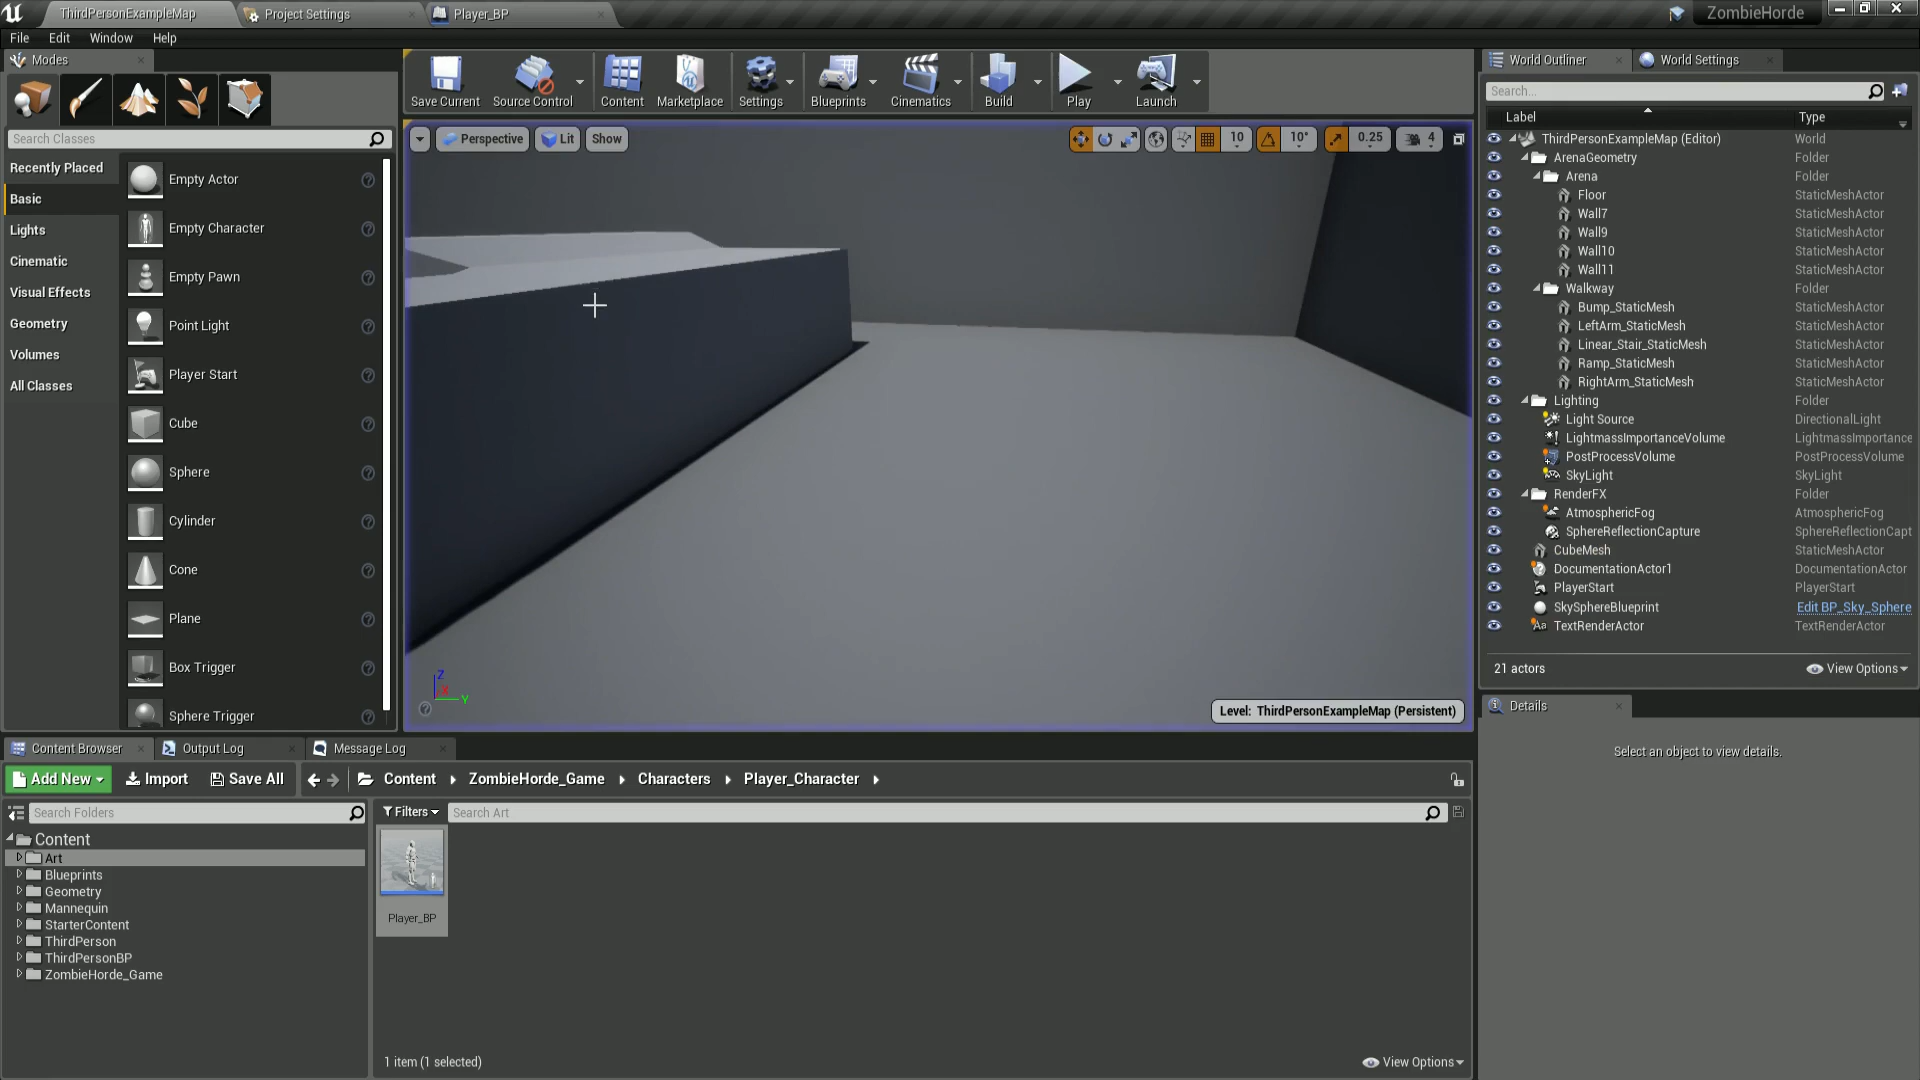 ThirdPersonExampleMap
Project Settings
Player_BP
ZombieHorde
File Edit Window Help
Modes
Search Classes
Recently Placed
Basic
Lights
Cinematic
Visual Effects
Geometry
Volumes
All Classes
Empty Actor
Empty Character
Empty Pawn
Point Light
Player Start
Cube
Sphere
Cylinder
Cone
Plane
Box Trigger
Sphere Trigger
Save Current
Source Control
Content
Marketplace
Settings
Blueprints
Cinematics
Build
Play
Launch
Perspective
Lit
Show
10
10°
0.25
4
Z
X
Y
Level: ThirdPersonExampleMap (Persistent)
World Outliner
World Settings
Search...
Label Type
ThirdPersonExampleMap (Editor) World
ArenaGeometry Folder
Arena Folder
Floor StaticMeshActor
Wall7 StaticMeshActor
Wall9 StaticMeshActor
Wall10 StaticMeshActor
Wall11 StaticMeshActor
Walkway Folder
Bump_StaticMesh StaticMeshActor
LeftArm_StaticMesh StaticMeshActor
Linear_Stair_StaticMesh StaticMeshActor
Ramp_StaticMesh StaticMeshActor
RightArm_StaticMesh StaticMeshActor
Lighting Folder
Light Source DirectionalLight
LightmassImportanceVolume LightmassImportance
PostProcessVolume PostProcessVolume
SkyLight SkyLight
RenderFX Folder
AtmosphericFog AtmosphericFog
SphereReflectionCapture SphereReflectionCapt
CubeMesh StaticMeshActor
DocumentationActor1 DocumentationActor
PlayerStart PlayerStart
SkySphereBlueprint Edit BP_Sky_Sphere
TextRenderActor TextRenderActor
21 actors View Options
Details
Select an object to view details.
Content Browser
Output Log
Message Log
Add New
Import
Save All
Content ZombieHorde_Game Characters Player_Character
Search Folders
Filters
Search Art
Content
Art
Blueprints
Geometry
Mannequin
StarterContent
ThirdPerson
ThirdPersonBP
ZombieHorde_Game
Player_BP
1 item (1 selected)
View Options